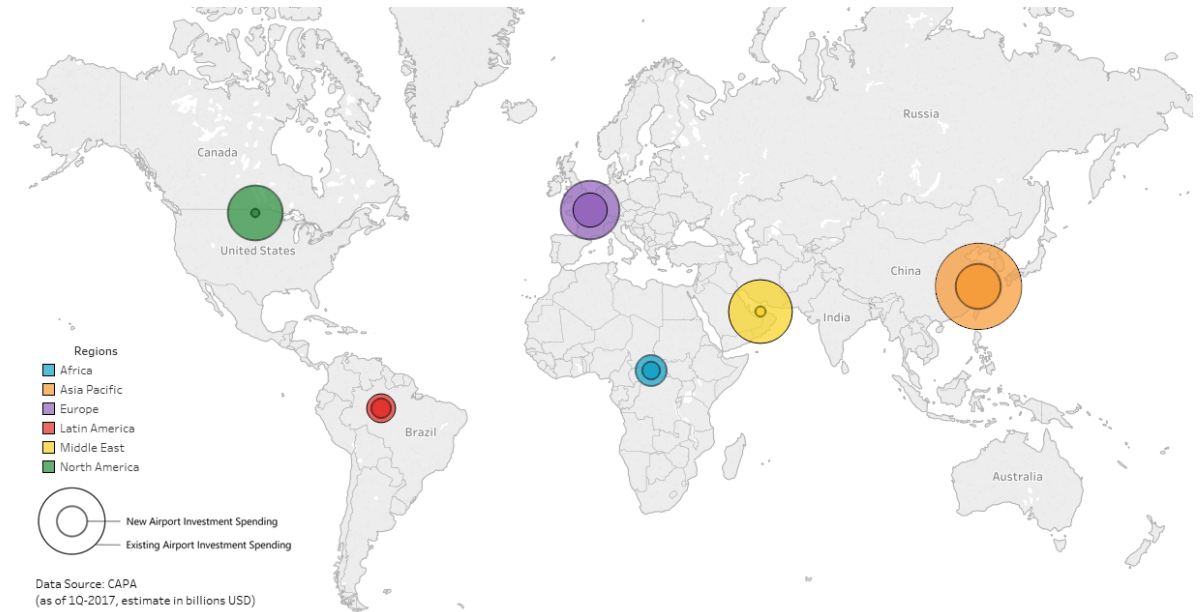 Russia
Canada
United States
China
India
Brazil
Australia
Regions
Africa
Asia Pacific
Europe
Latin America
Middle East
North America
New Airport Investment Spending
Existing Airport Investment Spending
Data Source: CAPA
(as of 1Q-2017, estimate in billions USD)